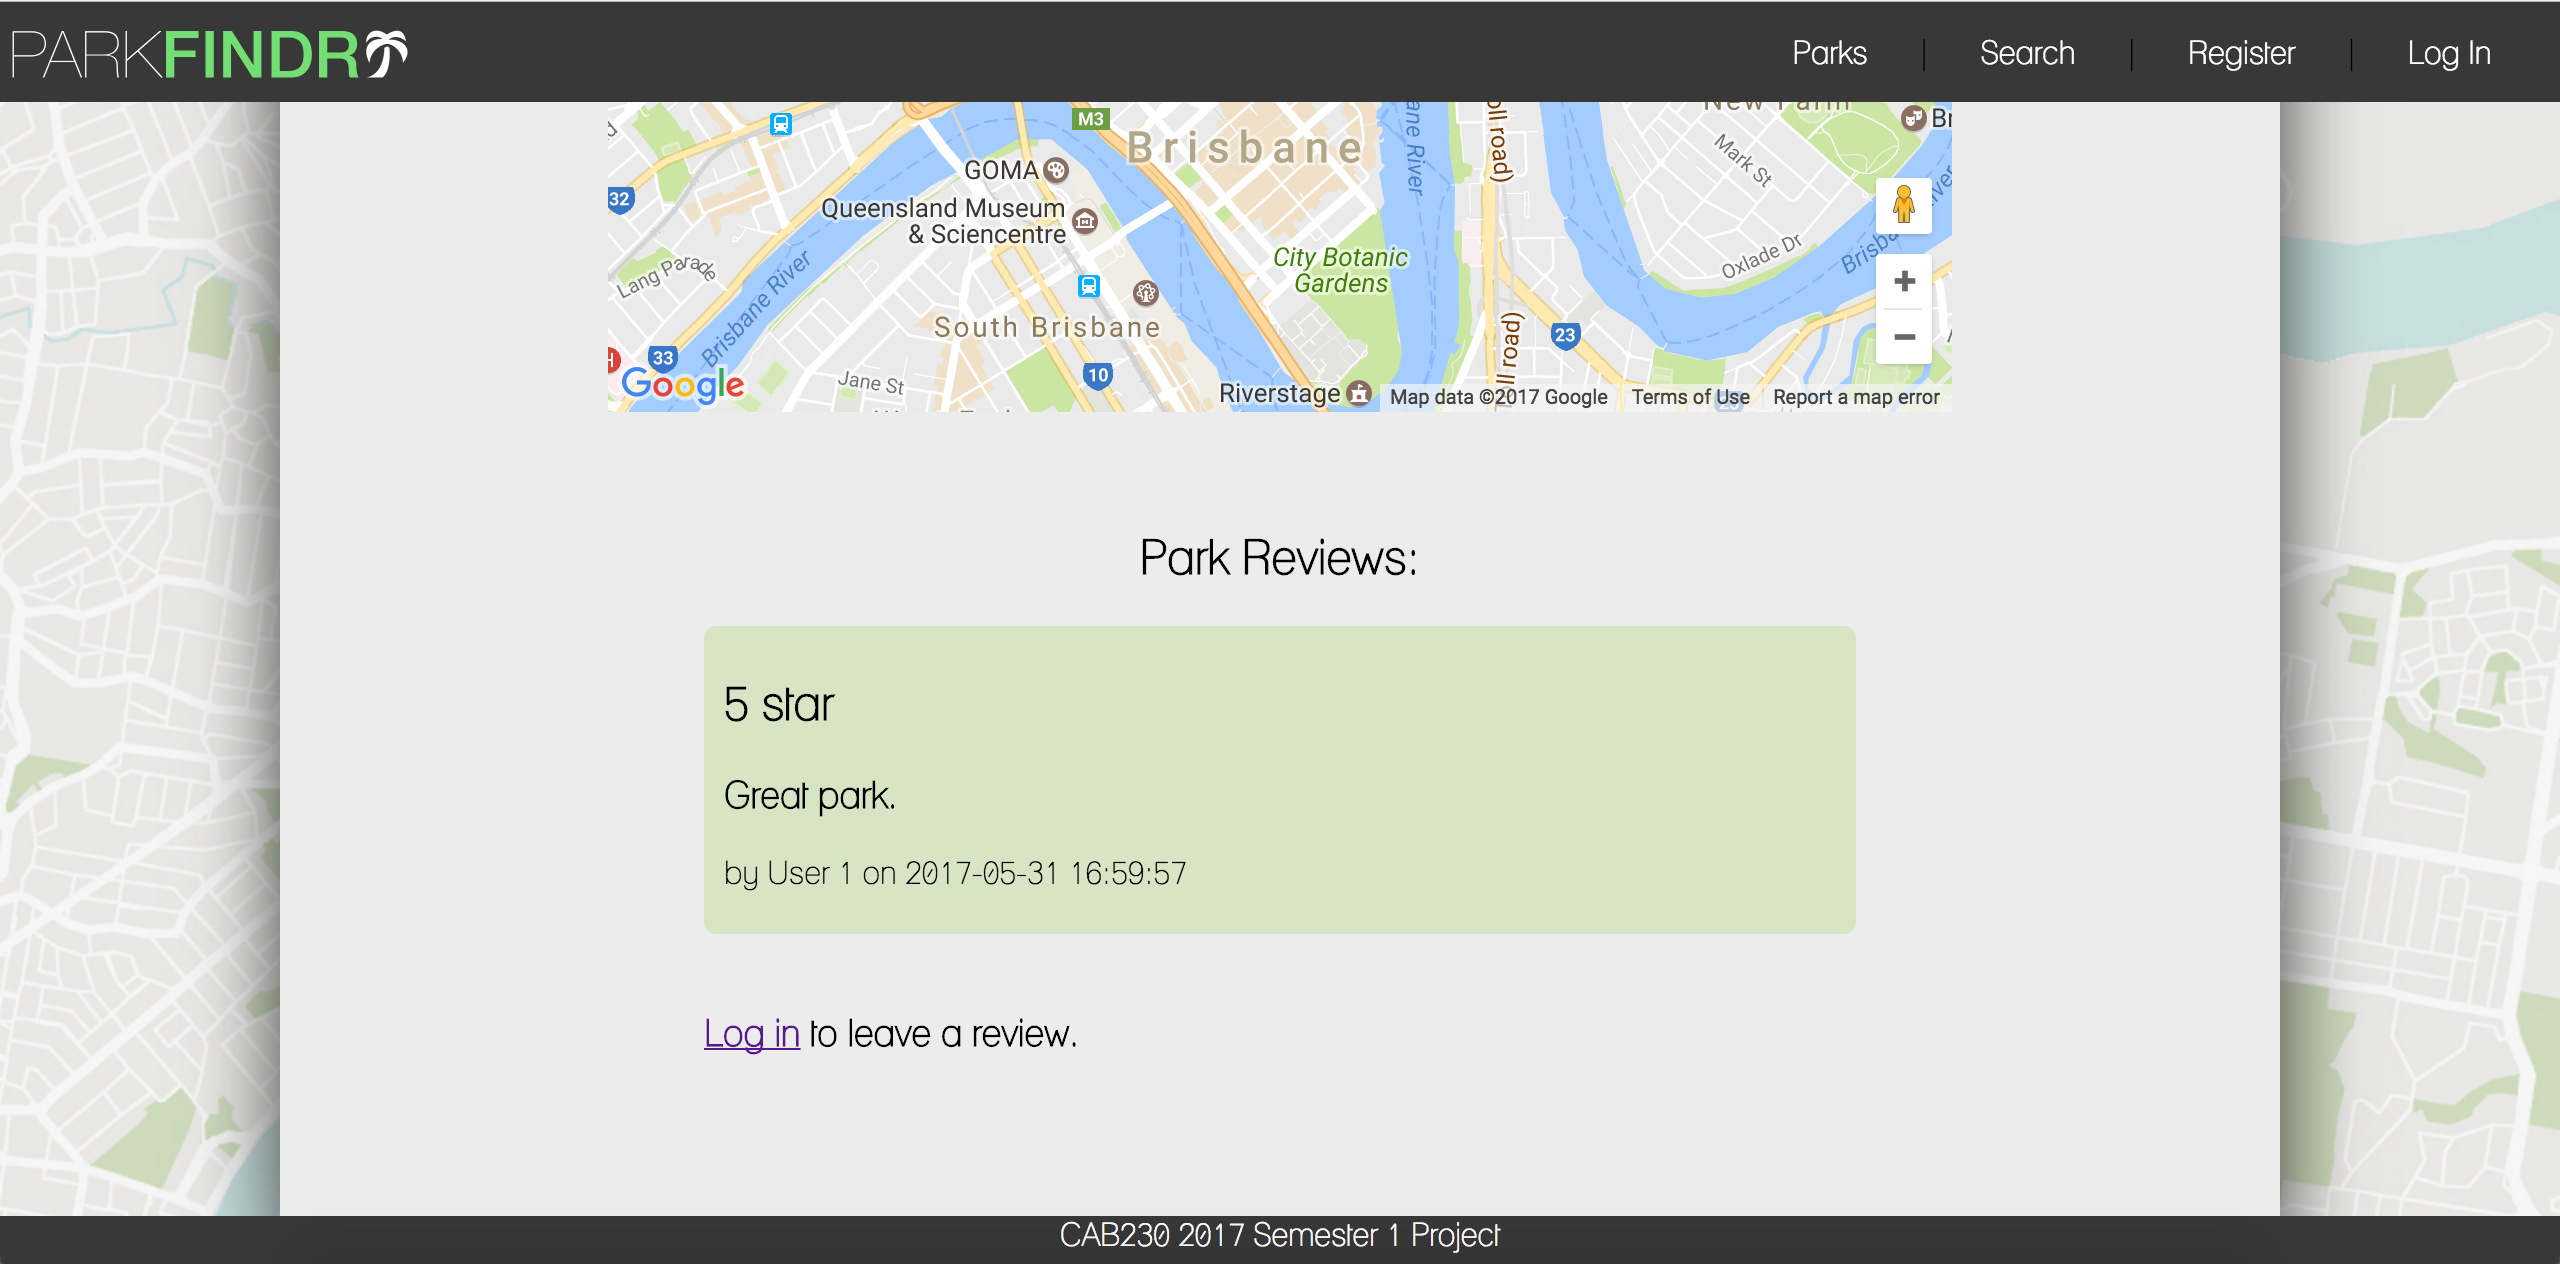 PARKFINDR
Parks
Search
Register
Log In
New Farm
M3
Brisbane
GOMA
Mark St
32
Queensland Museum
& Sciencentre
City Botanic
Gardens
Lang Parade
Brisbane River
Oxlade Dr
South Brisbane
23
33
10
Jane St
Google
Riverstage
Map data ©2017 Google
Terms of Use
Report a map error
Park Reviews:
5 star
Great park.
by User 1 on 2017-05-31 16:59:57
Log in to leave a review.
CAB230 2017 Semester 1 Project